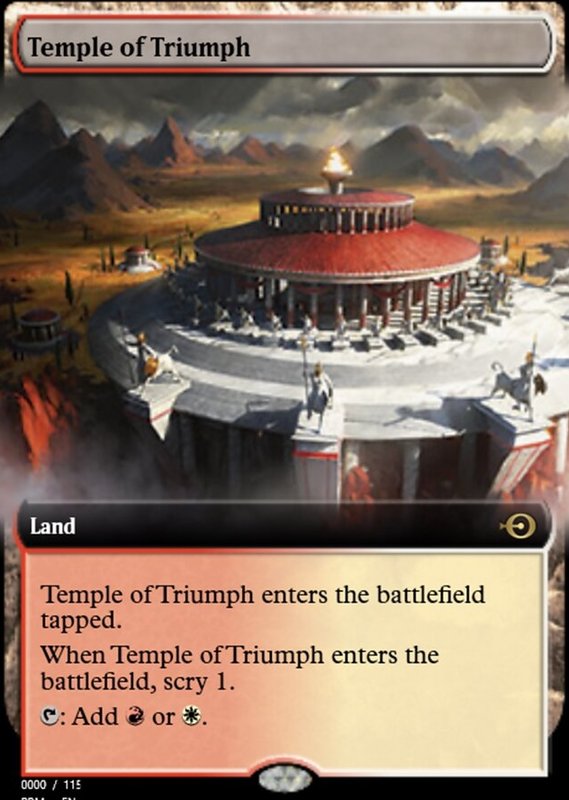 Temple of Triumph
Land
Temple of Triumph enters the battlefield
tapped.
When Temple of Triumph enters the
battlefield, scry 1.
: Add or .
0000 / 115